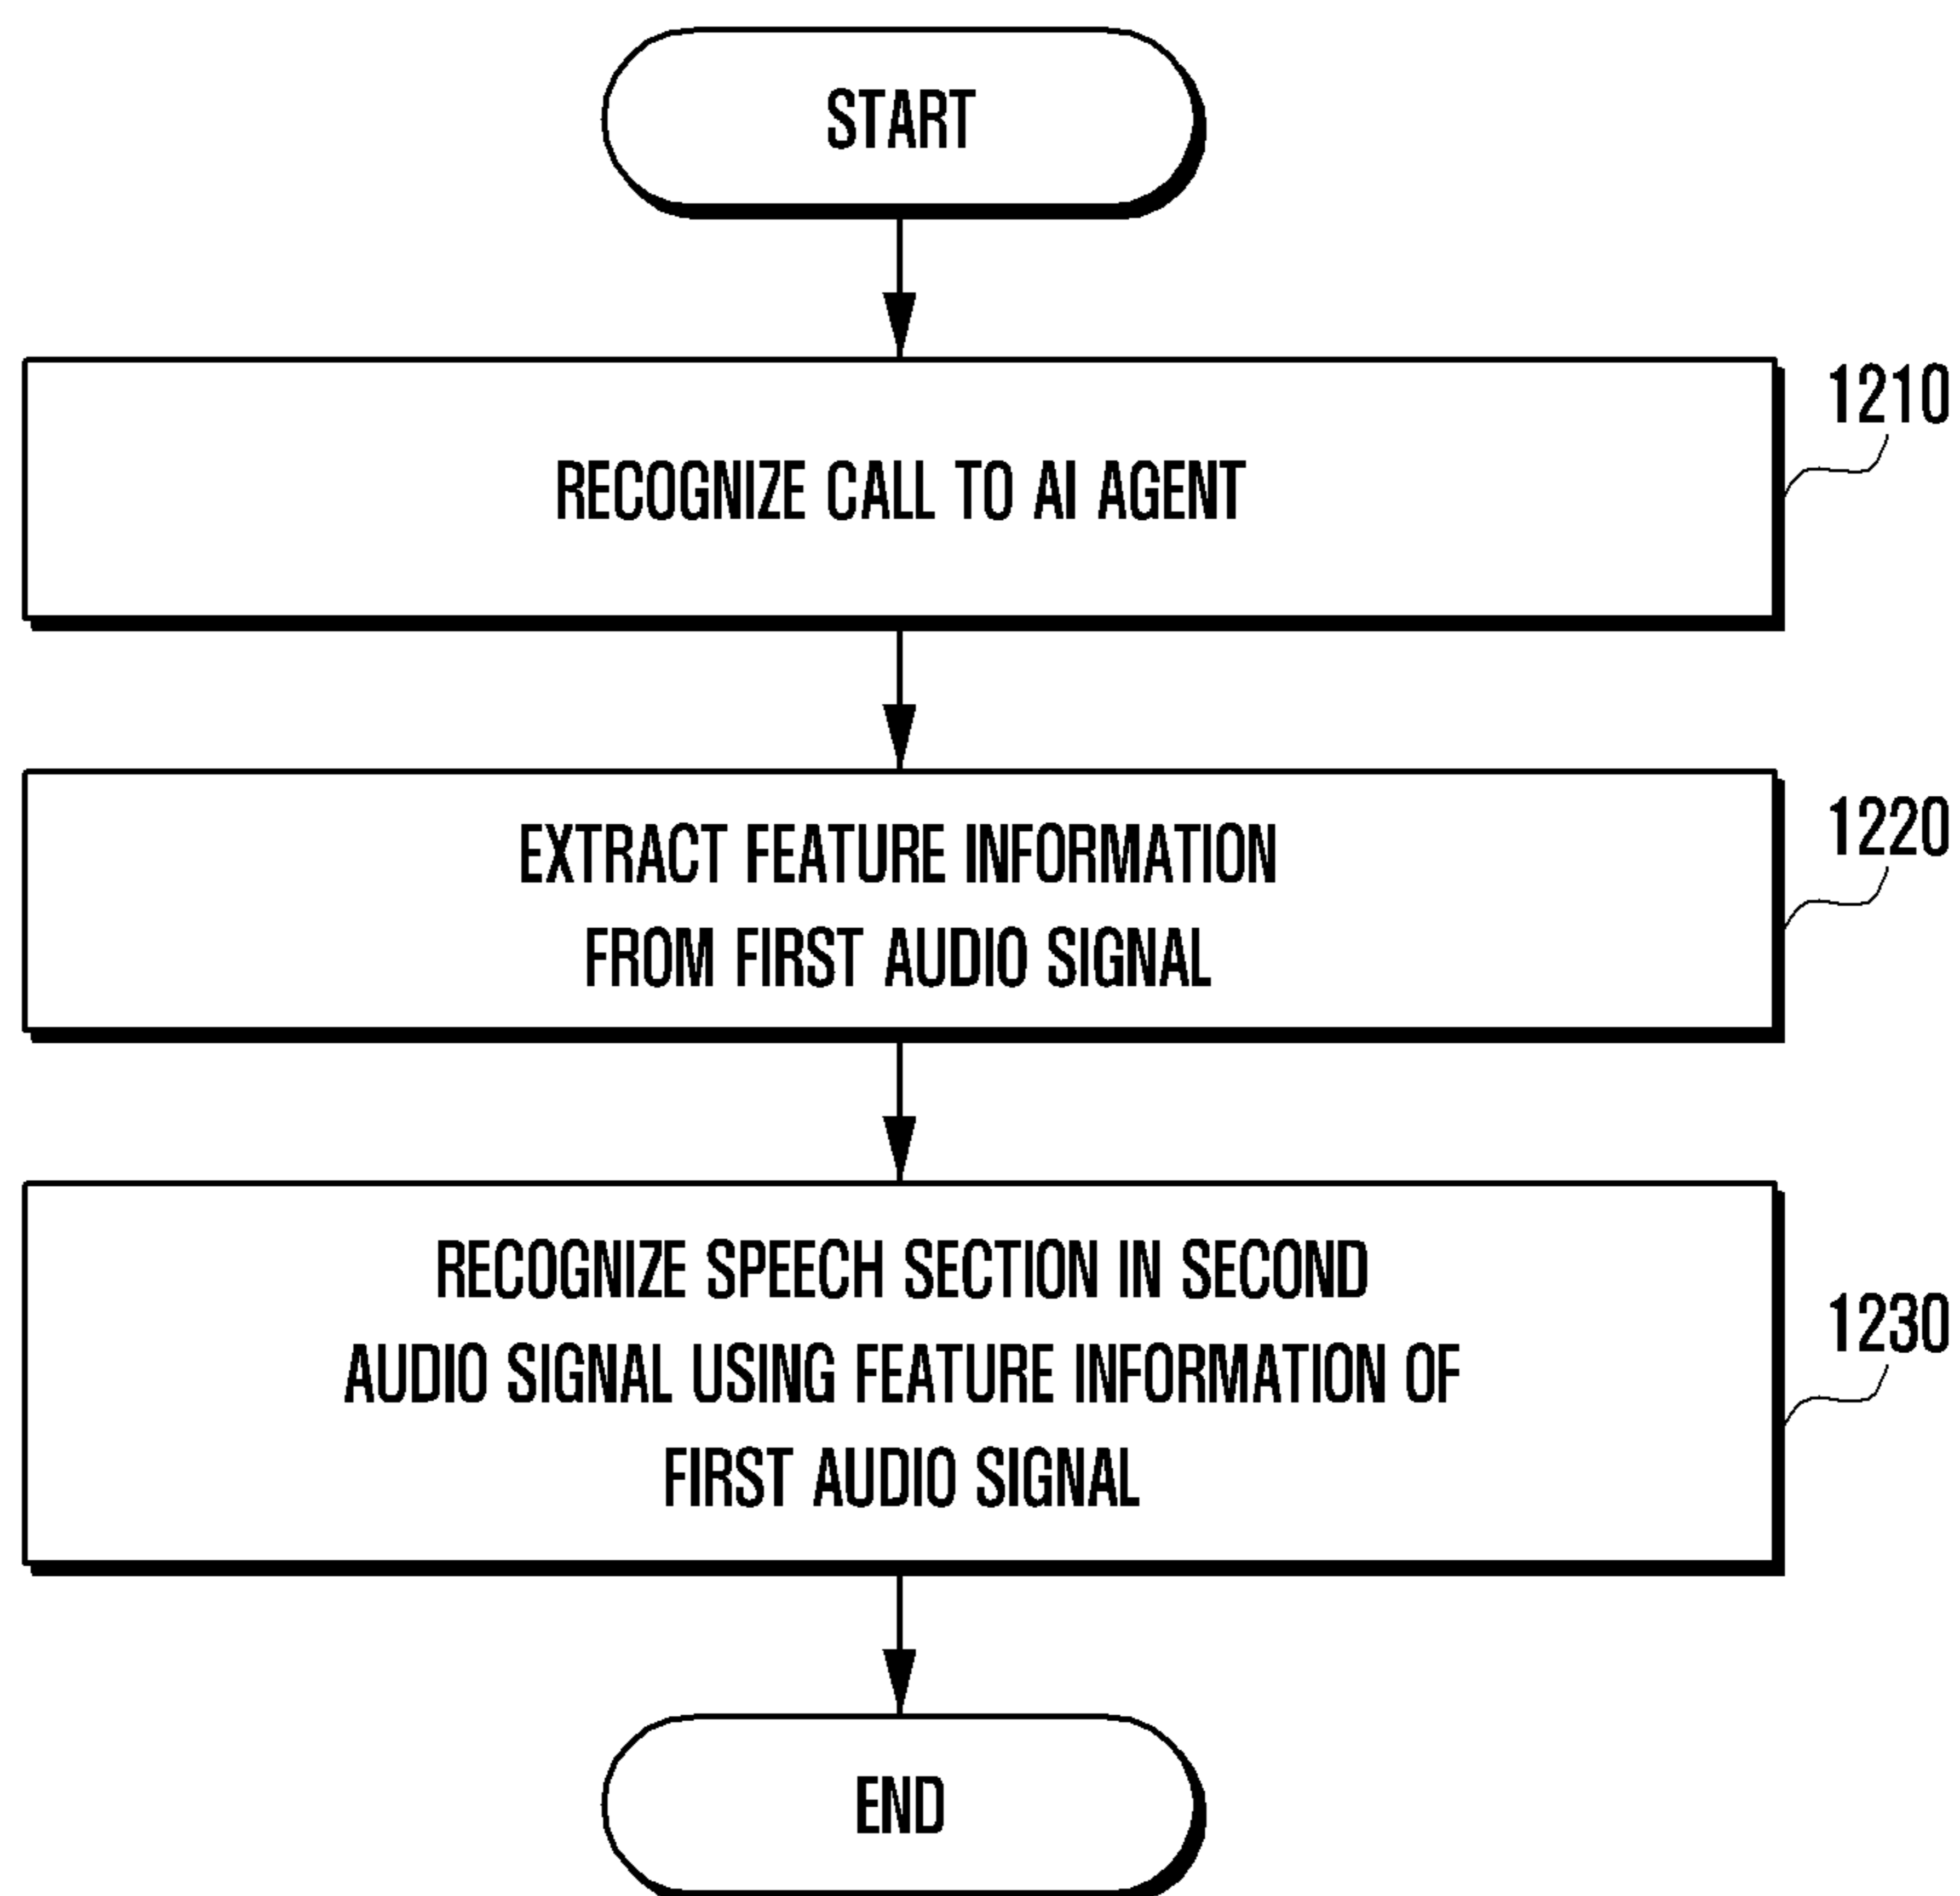 START
RECOGNIZE CALL TO AI AGENT
1210
EXTRACT FEATURE INFORMATION
FROM FIRST AUDIO SIGNAL
1220
RECOGNIZE SPEECH SECTION IN SECOND
AUDIO SIGNAL USING FEATURE INFORMATION OF
FIRST AUDIO SIGNAL
1230
END